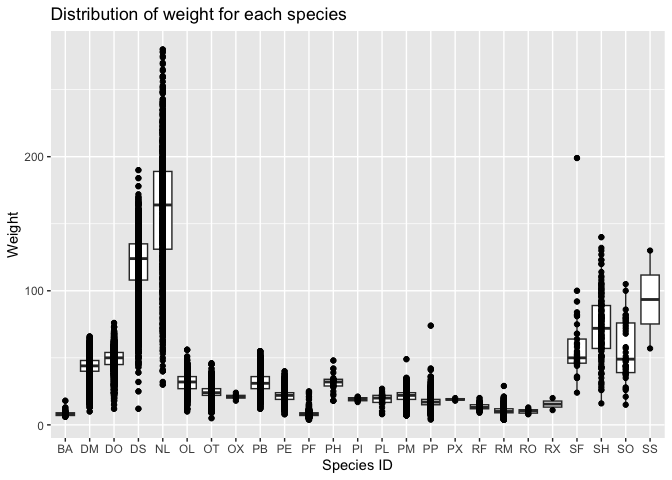 Distribution of weight for each species
Weight
200
100
0
BA DM DO DS NL OL OT OX PB PE PF PH PI PL PM PP PX RF RM RO RX SF SH SO SS
Species ID